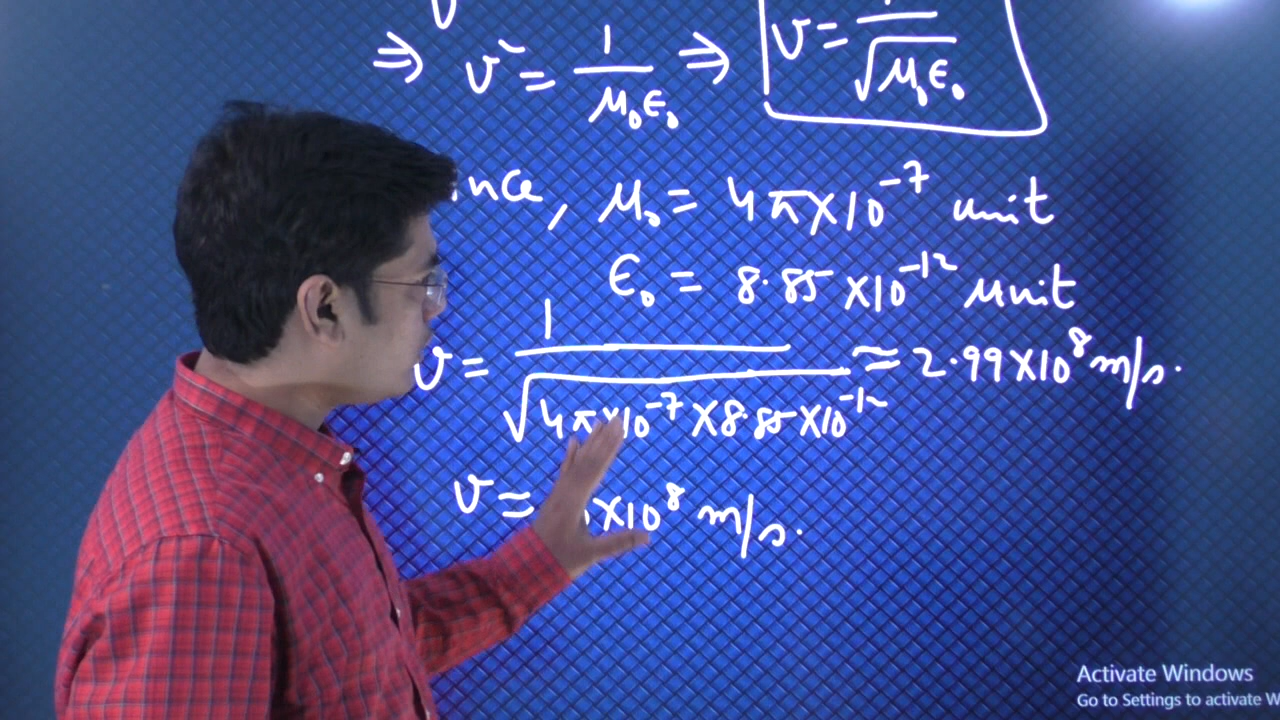 ⇒ v² = 1/μ₀ε₀ ⇒ v = 1/√μ₀ε₀
, μ₀ = 4π×10⁻⁷ unit
ε₀ = 8.85 ×10⁻¹² unit
v = 1/√4π×10⁻⁷ × 8.85 ×10⁻¹² ≈ 2.99×10⁸ m/s.
v ≈ ×10⁸ m/s.
Activate Windows
Go to Settings to activate W